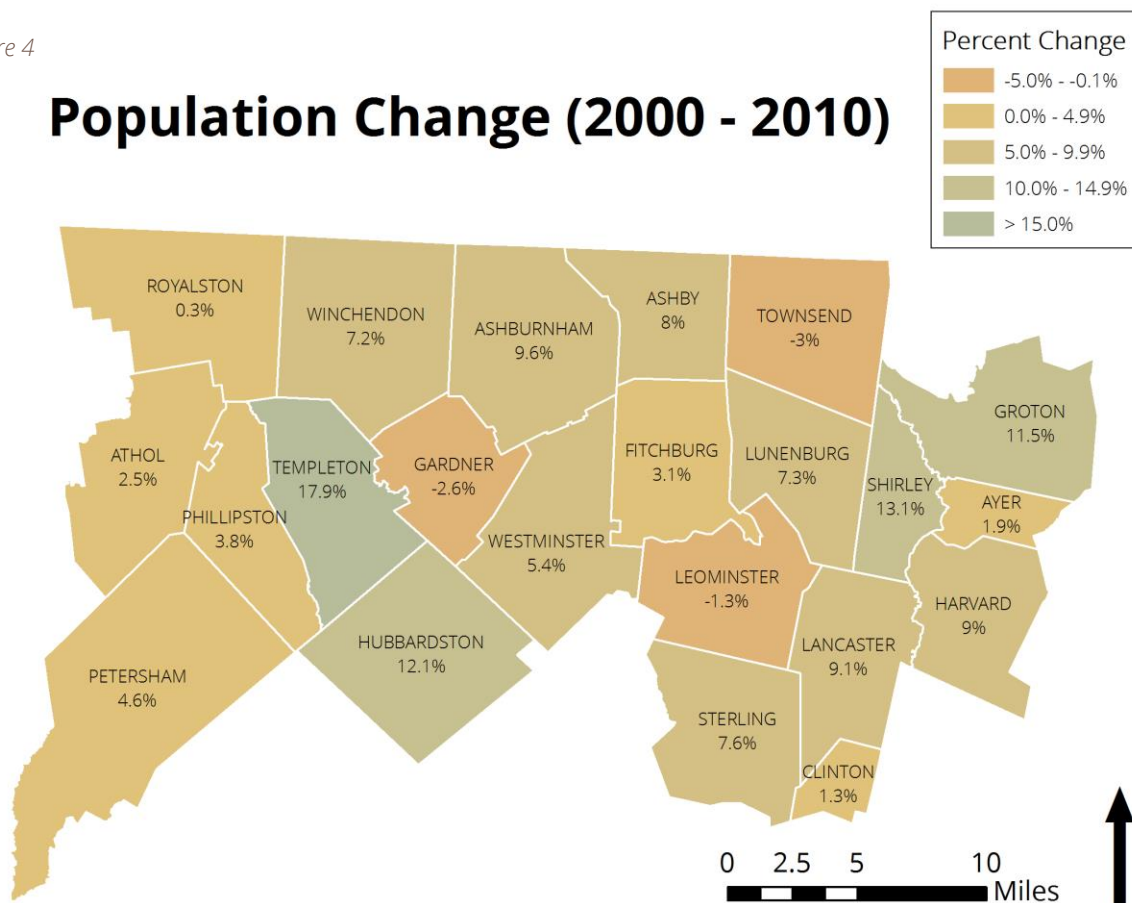 re 4
Population Change (2000 - 2010)
Percent Change
-5.0% - -0.1%
0.0% - 4.9%
5.0% - 9.9%
10.0% - 14.9%
> 15.0%
ROYALSTON
0.3%
WINCHENDON
7.2%
ASHBURNHAM
9.6%
ASHBY
8%
TOWNSEND
-3%
GROTON
11.5%
ATHOL
2.5%
TEMPLETON
17.9%
GARDNER
-2.6%
FITCHBURG
3.1%
LUNENBURG
7.3%
SHIRLEY
13.1%
AYER
1.9%
PHILLIPSTON
3.8%
WESTMINSTER
5.4%
LEOMINSTER
-1.3%
HARVARD
9%
PETERSHAM
4.6%
HUBBARDSTON
12.1%
LANCASTER
9.1%
STERLING
7.6%
CLINTON
1.3%
0 2.5 5 10
Miles